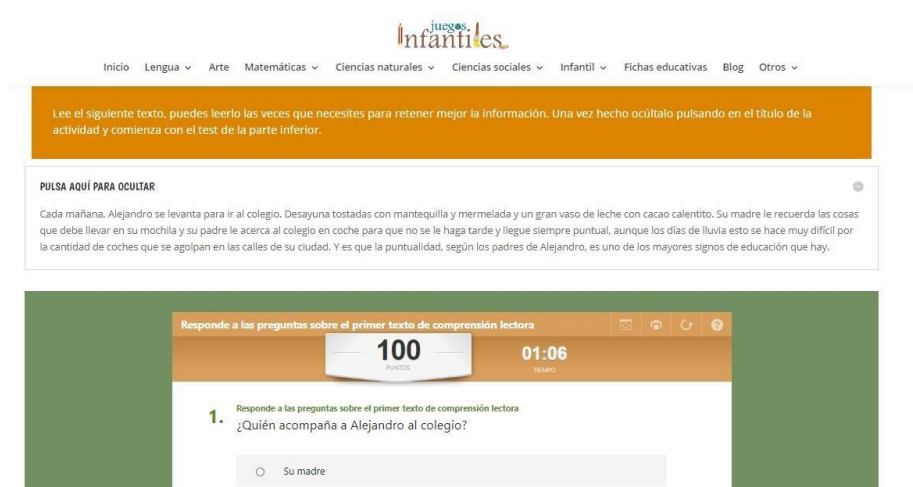 juegos
infantiles
Inicio Lengua Arte Matemáticas Ciencias naturales Ciencias sociales Infantil Fichas educativas Blog Otros
Lee el siguiente texto, puedes leerlo las veces que necesites para retener mejor la información. Una vez hecho ocúltalo pulsando en el título de la
actividad y comienza con el test de la parte inferior.
PULSA AQUÍ PARA OCULTAR
Cada mañana, Alejandro se levanta para ir al colegio. Desayuna tostadas con mantequilla y mermelada y un gran vaso de leche con cacao calentito. Su madre le recuerda las cosas
que debe llevar en su mochila y su padre le acerca al colegio en coche para que no se le haga tarde y llegue siempre puntual, aunque los días de lluvia esto se hace muy difícil por
la cantidad de coches que se agolpan en las calles de su ciudad. Y es que la puntualidad, según los padres de Alejandro, es uno de los mayores signos de educación que hay.
Responde a las preguntas sobre el primer texto de comprensión lectora
100
PUNTOS
01:06
TIEMPO
1.
Responde a las preguntas sobre el primer texto de comprensión lectora
¿Quién acompaña a Alejandro al colegio?
Su madre